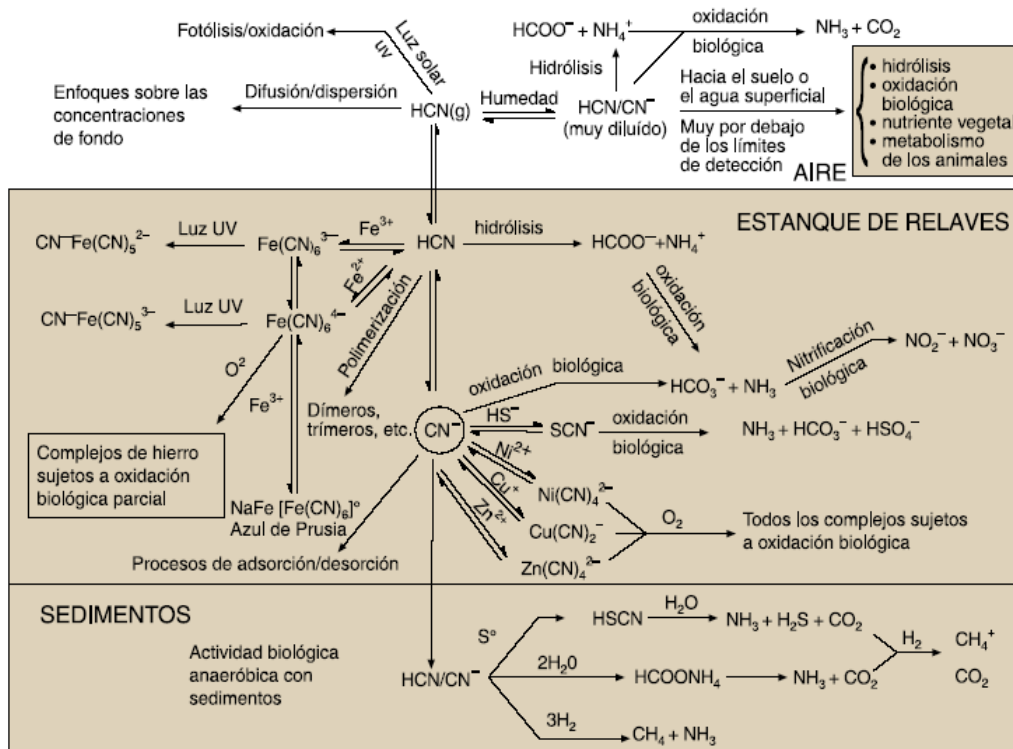 Fotólisis/oxidación
Luz solar
uv
HCOO⁻ + NH₄⁺
oxidación
biológica
NH₃ + CO₂
Hidrólisis
Enfoques sobre las
concentraciones
de fondo
Difusión/dispersión
HCN(g)
Humedad
HCN/CN⁻
(muy diluído)
Hacia el suelo o
el agua superficial
Muy por debajo
de los límites
de detección
• hidrólisis
• oxidación
biológica
• nutriente vegetal
• metabolismo
de los animales
AIRE
ESTANQUE DE RELAVES
CN⁻Fe(CN)₅²⁻
Luz UV
Fe(CN)₆³⁻
Fe³⁺
HCN
hidrólisis
HCOO⁻+NH₄⁺
Fe²⁺
CN⁻Fe(CN)₅³⁻
Luz UV
Fe(CN)₆⁴⁻
Polimerización
oxidación
biológica
O²
Fe³⁺
Nitrificación
biológica
NO₂⁻ + NO₃⁻
oxidación biológica
HCO₃⁻ + NH₃
Dímeros,
trímeros, etc.
CN⁻
HS⁻
SCN⁻
oxidación
biológica
NH₃ + HCO₃⁻ + HSO₄⁻
Complejos de hierro
sujetos a oxidación
biológica parcial
Ni²⁺
Ni(CN)₄²⁻
Cu⁺
Cu(CN)₂⁻
Zn²⁺
Zn(CN)₄²⁻
O₂
Todos los complejos sujetos
a oxidación biológica
NaFe [Fe(CN)₆]°
Azul de Prusia
Procesos de adsorción/desorción
SEDIMENTOS
Actividad biológica
anaeróbica con
sedimentos
HCN/CN⁻
S°
HSCN
H₂O
NH₃ + H₂S + CO₂
2H₂0
HCOONH₄
NH₃ + CO₂
H₂
CH₄⁺
CO₂
3H₂
CH₄ + NH₃